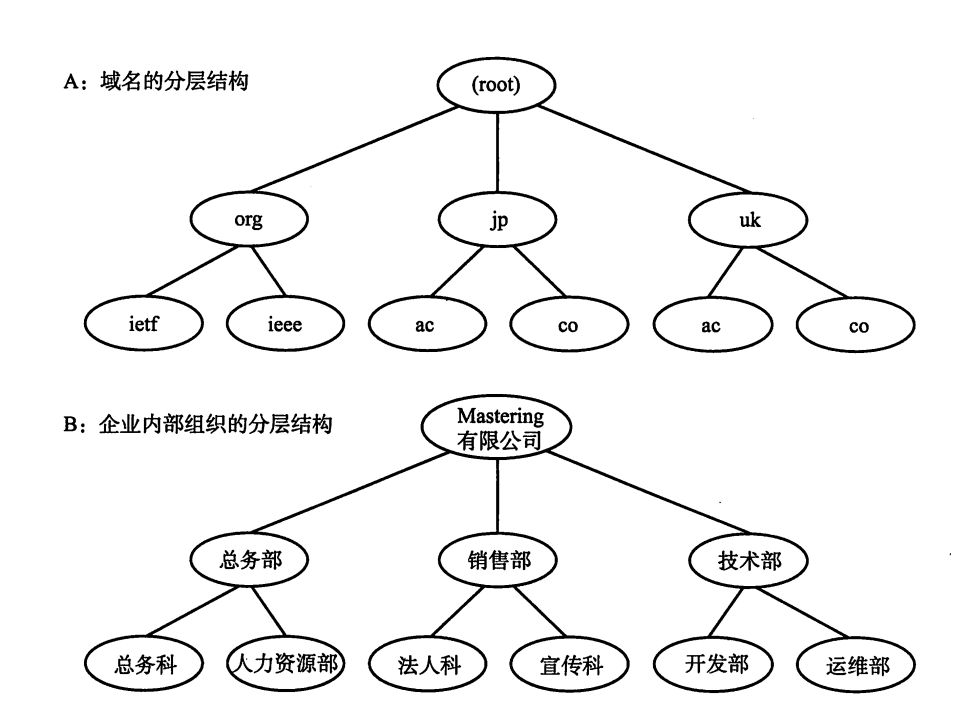 A：域名的分层结构
(root)
org
jp
uk
ietf
ieee
ac
co
ac
co
B：企业内部组织的分层结构
Mastering
有限公司
总务部
销售部
技术部
总务科
人力资源部
法人科
宣传科
开发部
运维部